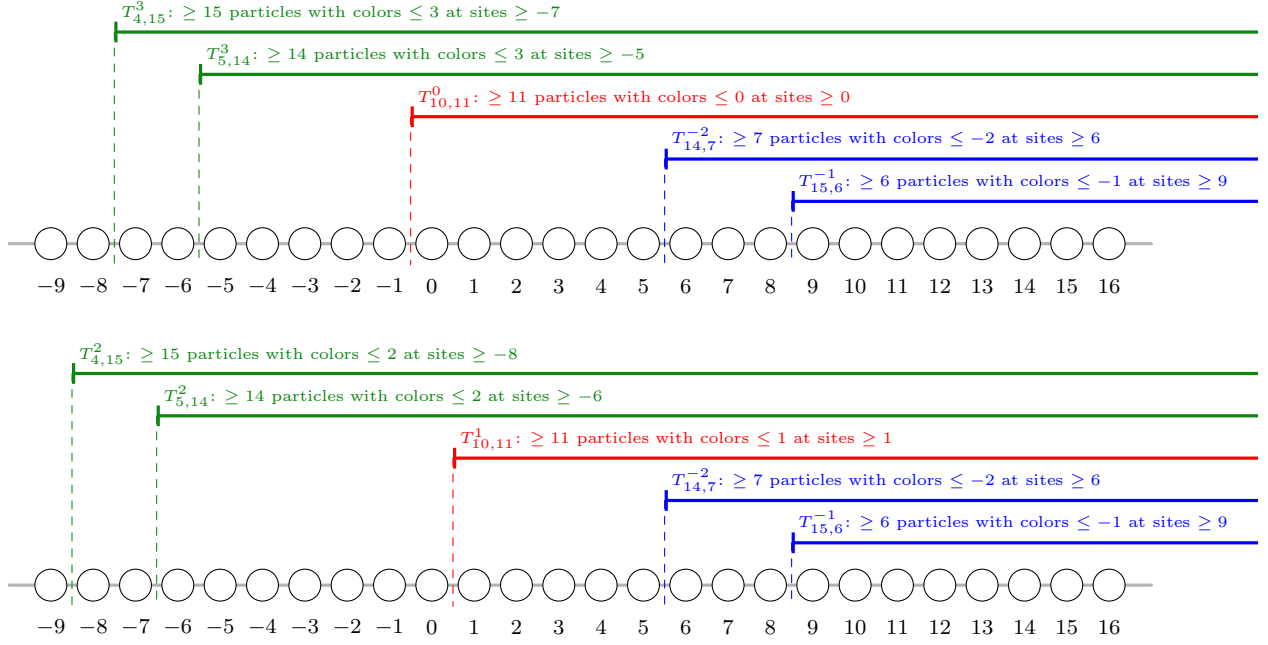 T^3_{4,15}: ≥ 15 particles with colors ≤ 3 at sites ≥ −7
T^3_{5,14}: ≥ 14 particles with colors ≤ 3 at sites ≥ −5
T^0_{10,11}: ≥ 11 particles with colors ≤ 0 at sites ≥ 0
T^{−2}_{14,7}: ≥ 7 particles with colors ≤ −2 at sites ≥ 6
T^{−1}_{15,6}: ≥ 6 particles with colors ≤ −1 at sites ≥ 9
−9 −8 −7 −6 −5 −4 −3 −2 −1 0 1 2 3 4 5 6 7 8 9 10 11 12 13 14 15 16
T^2_{4,15}: ≥ 15 particles with colors ≤ 2 at sites ≥ −8
T^2_{5,14}: ≥ 14 particles with colors ≤ 2 at sites ≥ −6
T^1_{10,11}: ≥ 11 particles with colors ≤ 1 at sites ≥ 1
T^{−2}_{14,7}: ≥ 7 particles with colors ≤ −2 at sites ≥ 6
T^{−1}_{15,6}: ≥ 6 particles with colors ≤ −1 at sites ≥ 9
−9 −8 −7 −6 −5 −4 −3 −2 −1 0 1 2 3 4 5 6 7 8 9 10 11 12 13 14 15 16